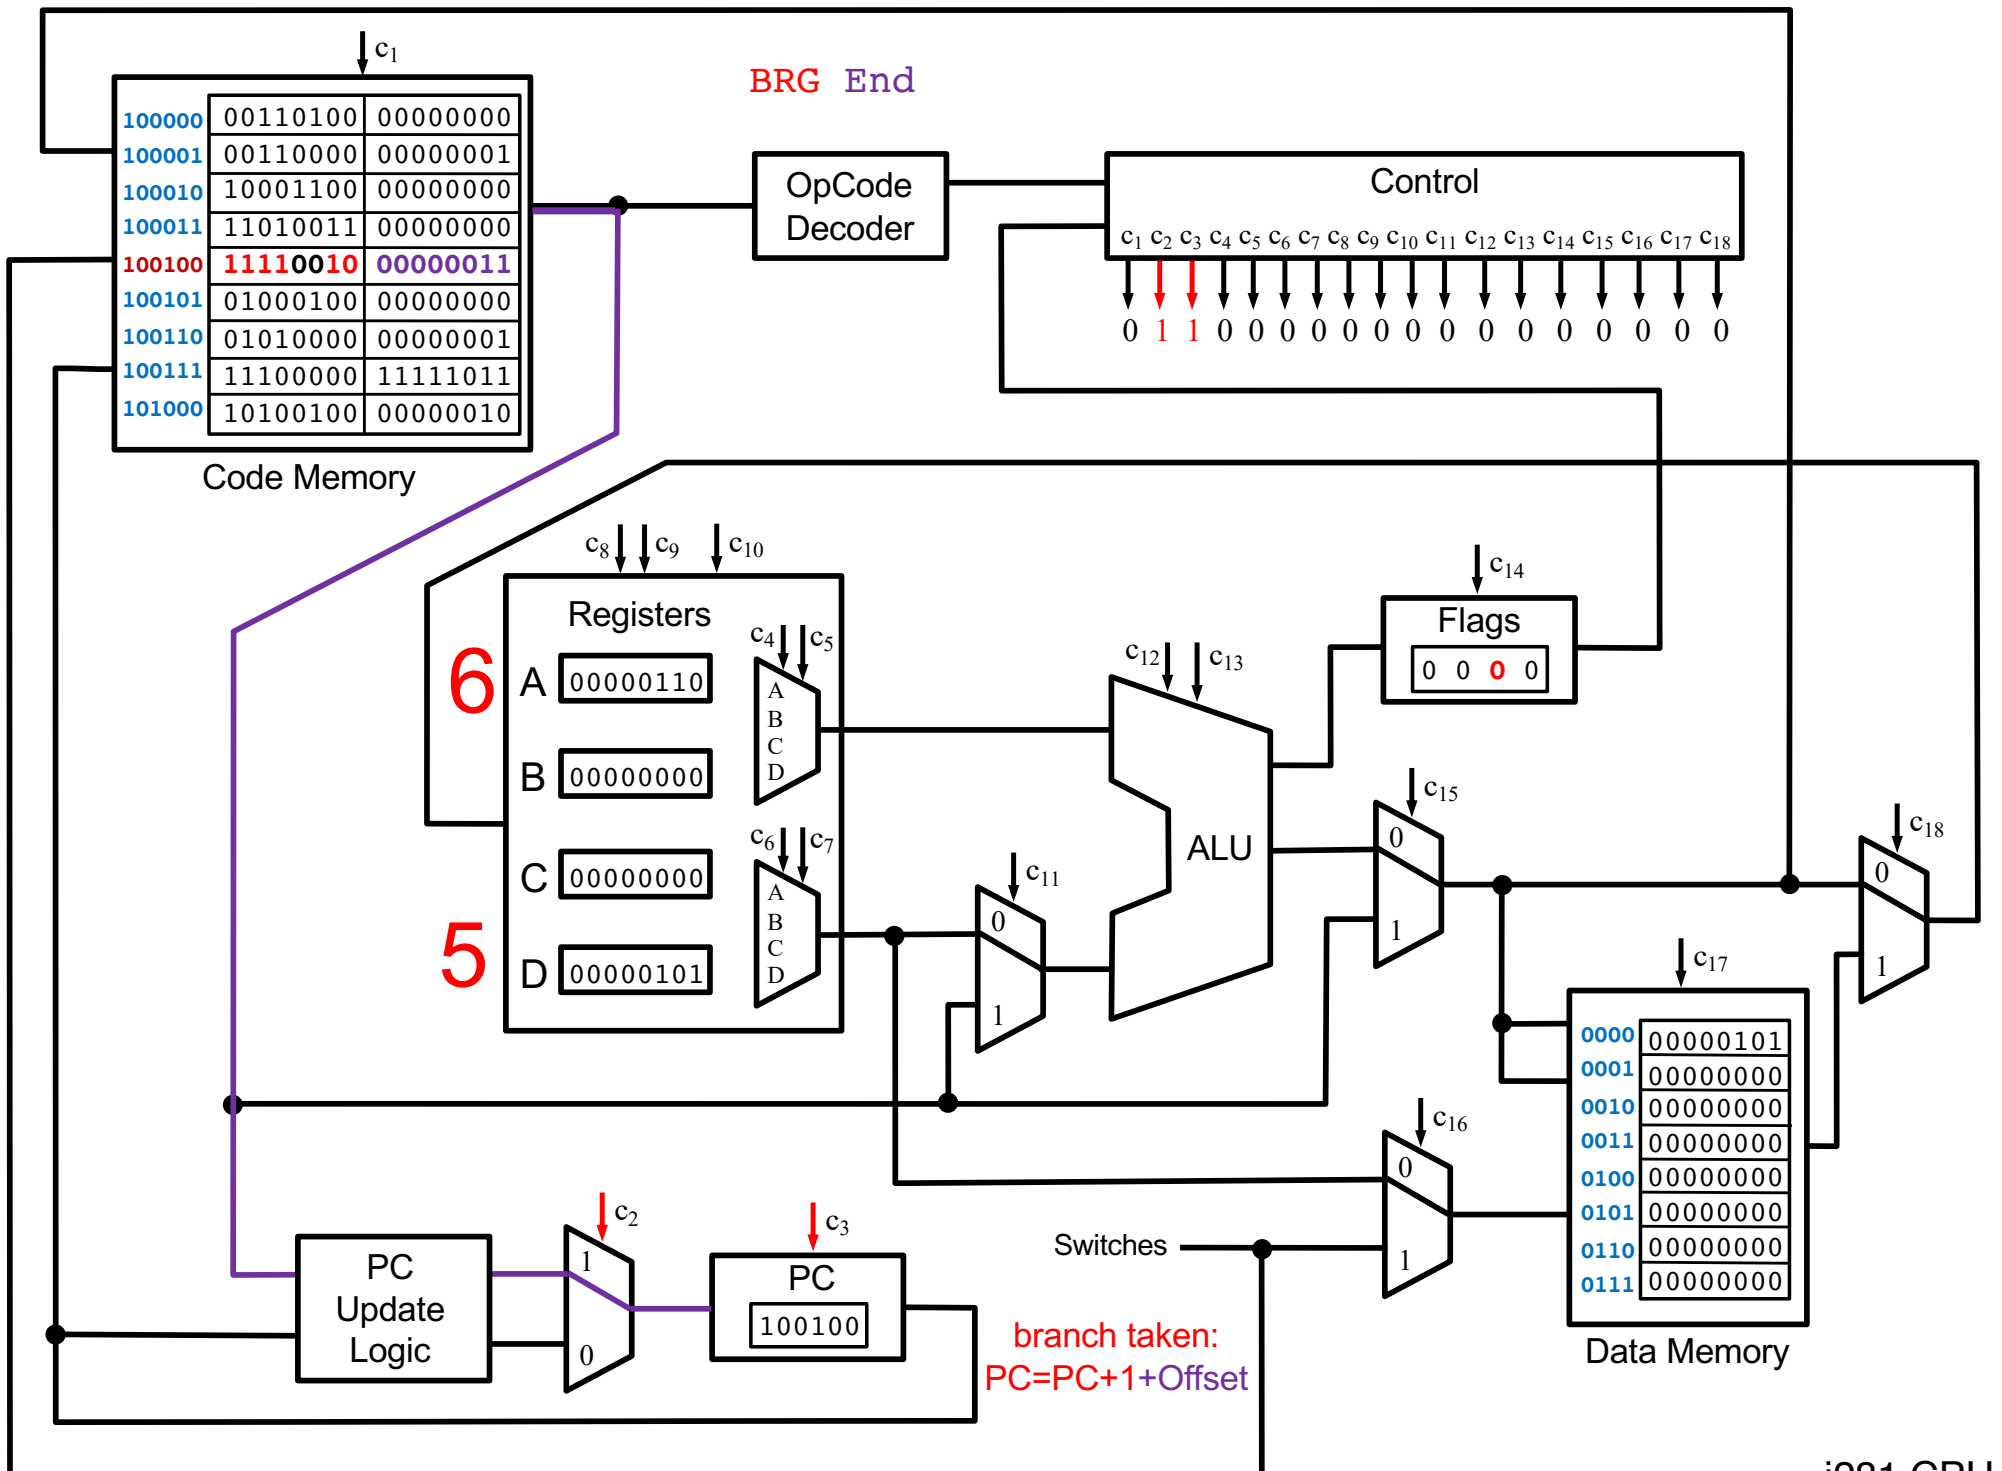 c1
BRG End
100000 00110100 00000000
100001 00110000 00000001
100010 10001100 00000000
100011 11010011 00000000
100100 11110010 00000011
100101 01000100 00000000
100110 01010000 00000001
100111 11100000 11111011
101000 10100100 00000010
Code Memory
OpCode
Decoder
Control
c1 c2 c3 c4 c5 c6 c7 c8 c9 c10 c11 c12 c13 c14 c15 c16 c17 c18
0 1 1 0 0 0 0 0 0 0 0 0 0 0 0 0 0 0
c8 c9 c10
Registers
6
A 00000110
B 00000000
C 00000000
5
D 00000101
c4 c5
A
B
C
D
c6 c7
A
B
C
D
c11
0
1
c12 c13
ALU
c14
Flags
0 0 0 0
c15
0
1
c18
0
1
c16
0
1
c17
0000 00000101
0001 00000000
0010 00000000
0011 00000000
0100 00000000
0101 00000000
0110 00000000
0111 00000000
Data Memory
Switches
PC
Update
Logic
c2
1
0
c3
PC
100100
branch taken:
PC=PC+1+Offset